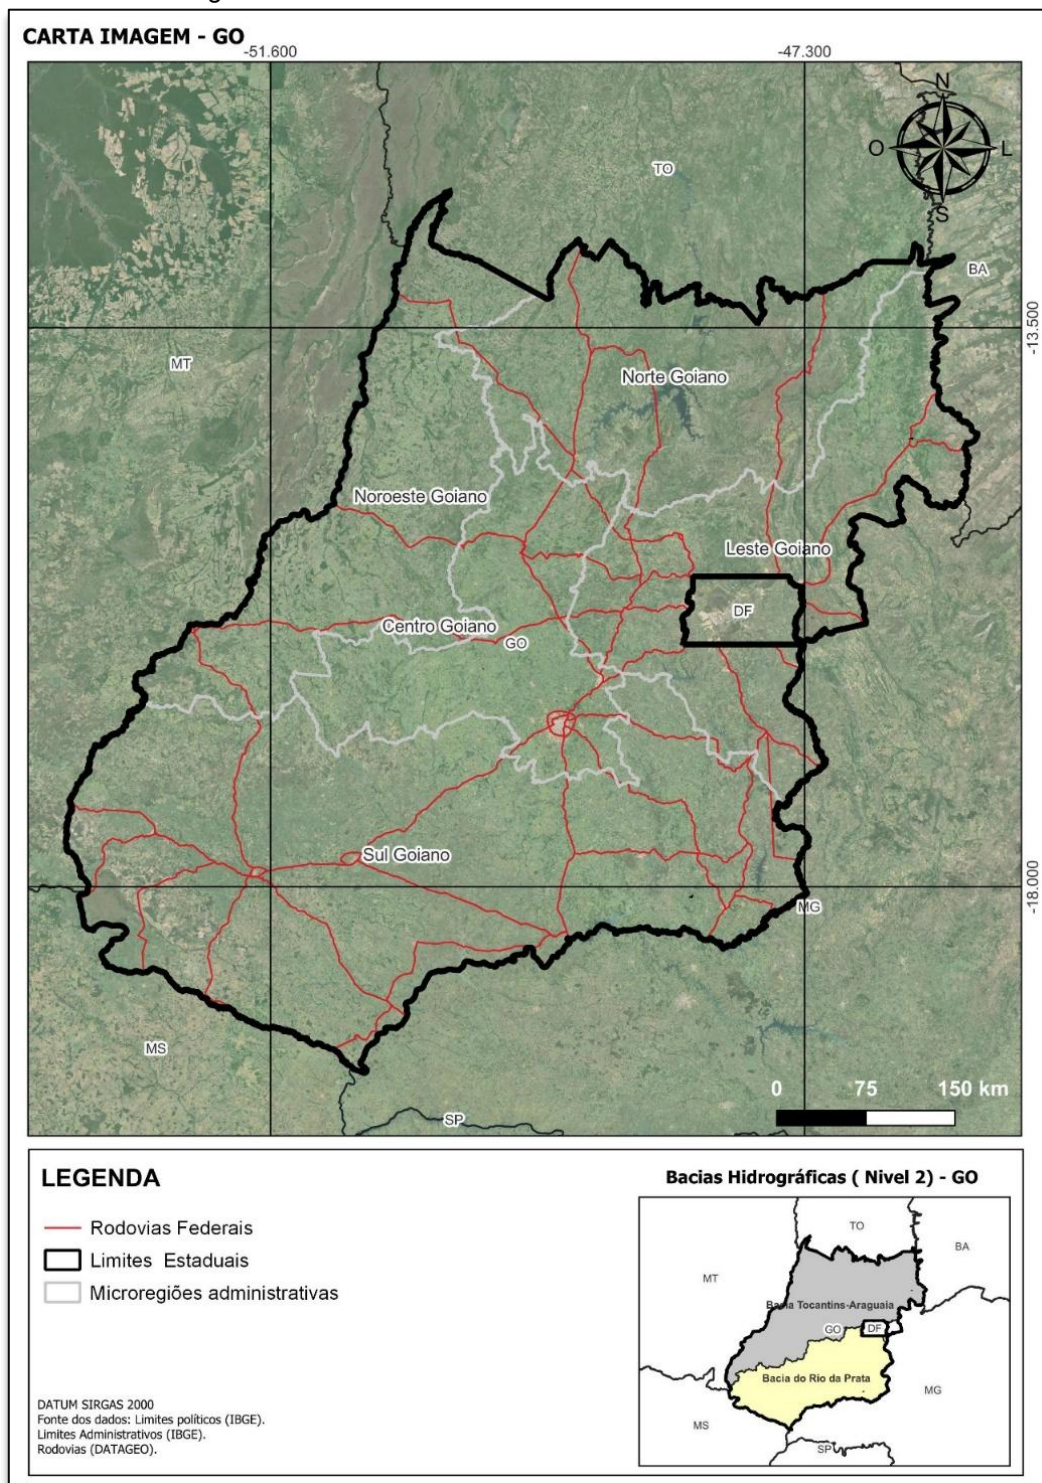 CARTA IMAGEM - GO
-51.600
-47.300
N
O
L
S
TO
BA
-13.500
MT
Norte Goiano
Noroeste Goiano
Leste Goiano
DF
Centro Goiano
GO
Sul Goiano
-18.000
MG
MS
0 75 150 km
SP
LEGENDA
Rodovias Federais
Limites Estaduais
Microregiões administrativas
DATUM SIRGAS 2000
Fonte dos dados: Limites políticos (IBGE).
Limites Administrativos (IBGE).
Rodovias (DATAGEO).
Bacias Hidrográficas ( Nivel 2) - GO
TO
BA
MT
Bacia Tocantins-Araguaia
GO
DF
Bacia do Rio da Prata
MG
MS
SP